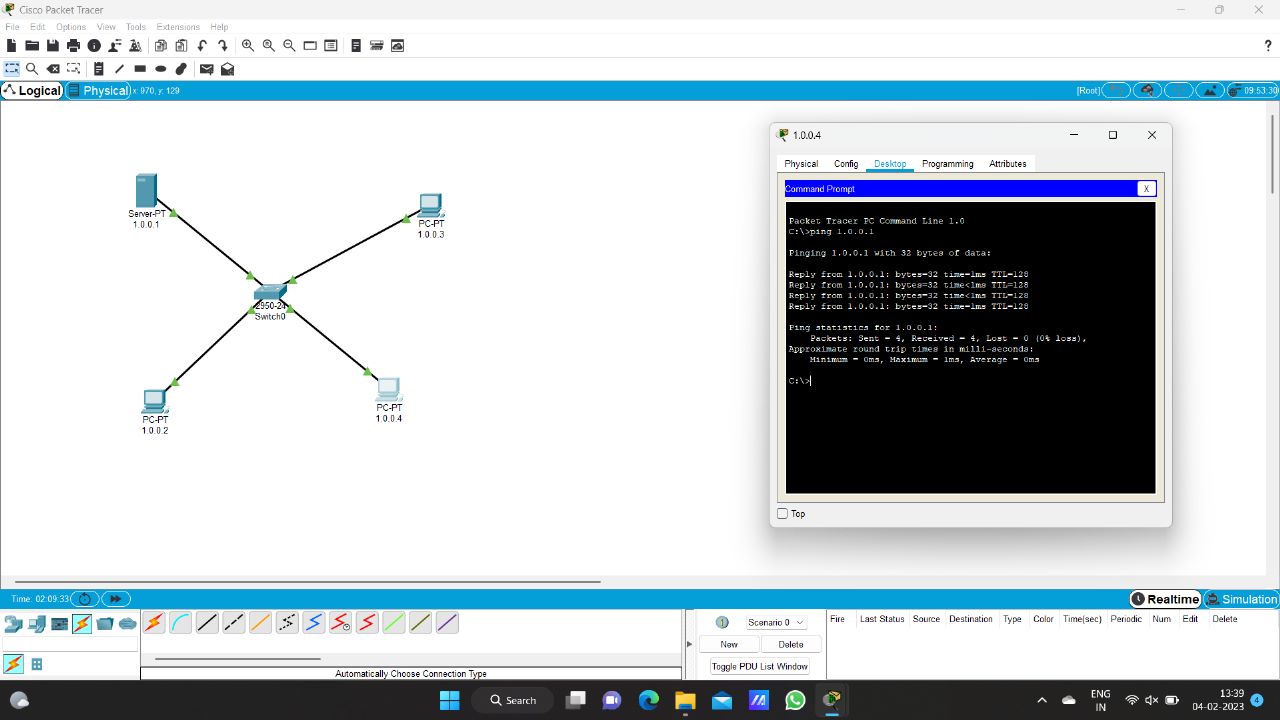 Cisco Packet Tracer
File Edit Options View Tools Extensions Help
?
Logical Physical x: 970, y: 129 [Root] 09:53:30
Server-PT
1.0.0.1
PC-PT
1.0.0.3
2950-24
Switch0
PC-PT
1.0.0.2
PC-PT
1.0.0.4
1.0.0.4
Physical Config Desktop Programming Attributes
Command Prompt X
Packet Tracer PC Command Line 1.0
C:\>ping 1.0.0.1
Pinging 1.0.0.1 with 32 bytes of data:
Reply from 1.0.0.1: bytes=32 time=1ms TTL=128
Reply from 1.0.0.1: bytes=32 time<1ms TTL=128
Reply from 1.0.0.1: bytes=32 time<1ms TTL=128
Reply from 1.0.0.1: bytes=32 time<1ms TTL=128
Ping statistics for 1.0.0.1:
Packets: Sent = 4, Received = 4, Lost = 0 (0% loss),
Approximate round trip times in milli-seconds:
Minimum = 0ms, Maximum = 1ms, Average = 0ms
C:\>
Top
Time: 02:09:33 Realtime Simulation
Scenario 0
New Delete
Toggle PDU List Window
Fire Last Status Source Destination Type Color Time(sec) Periodic Num Edit Delete
Automatically Choose Connection Type
Search
ENG
IN
13:39
04-02-2023
4